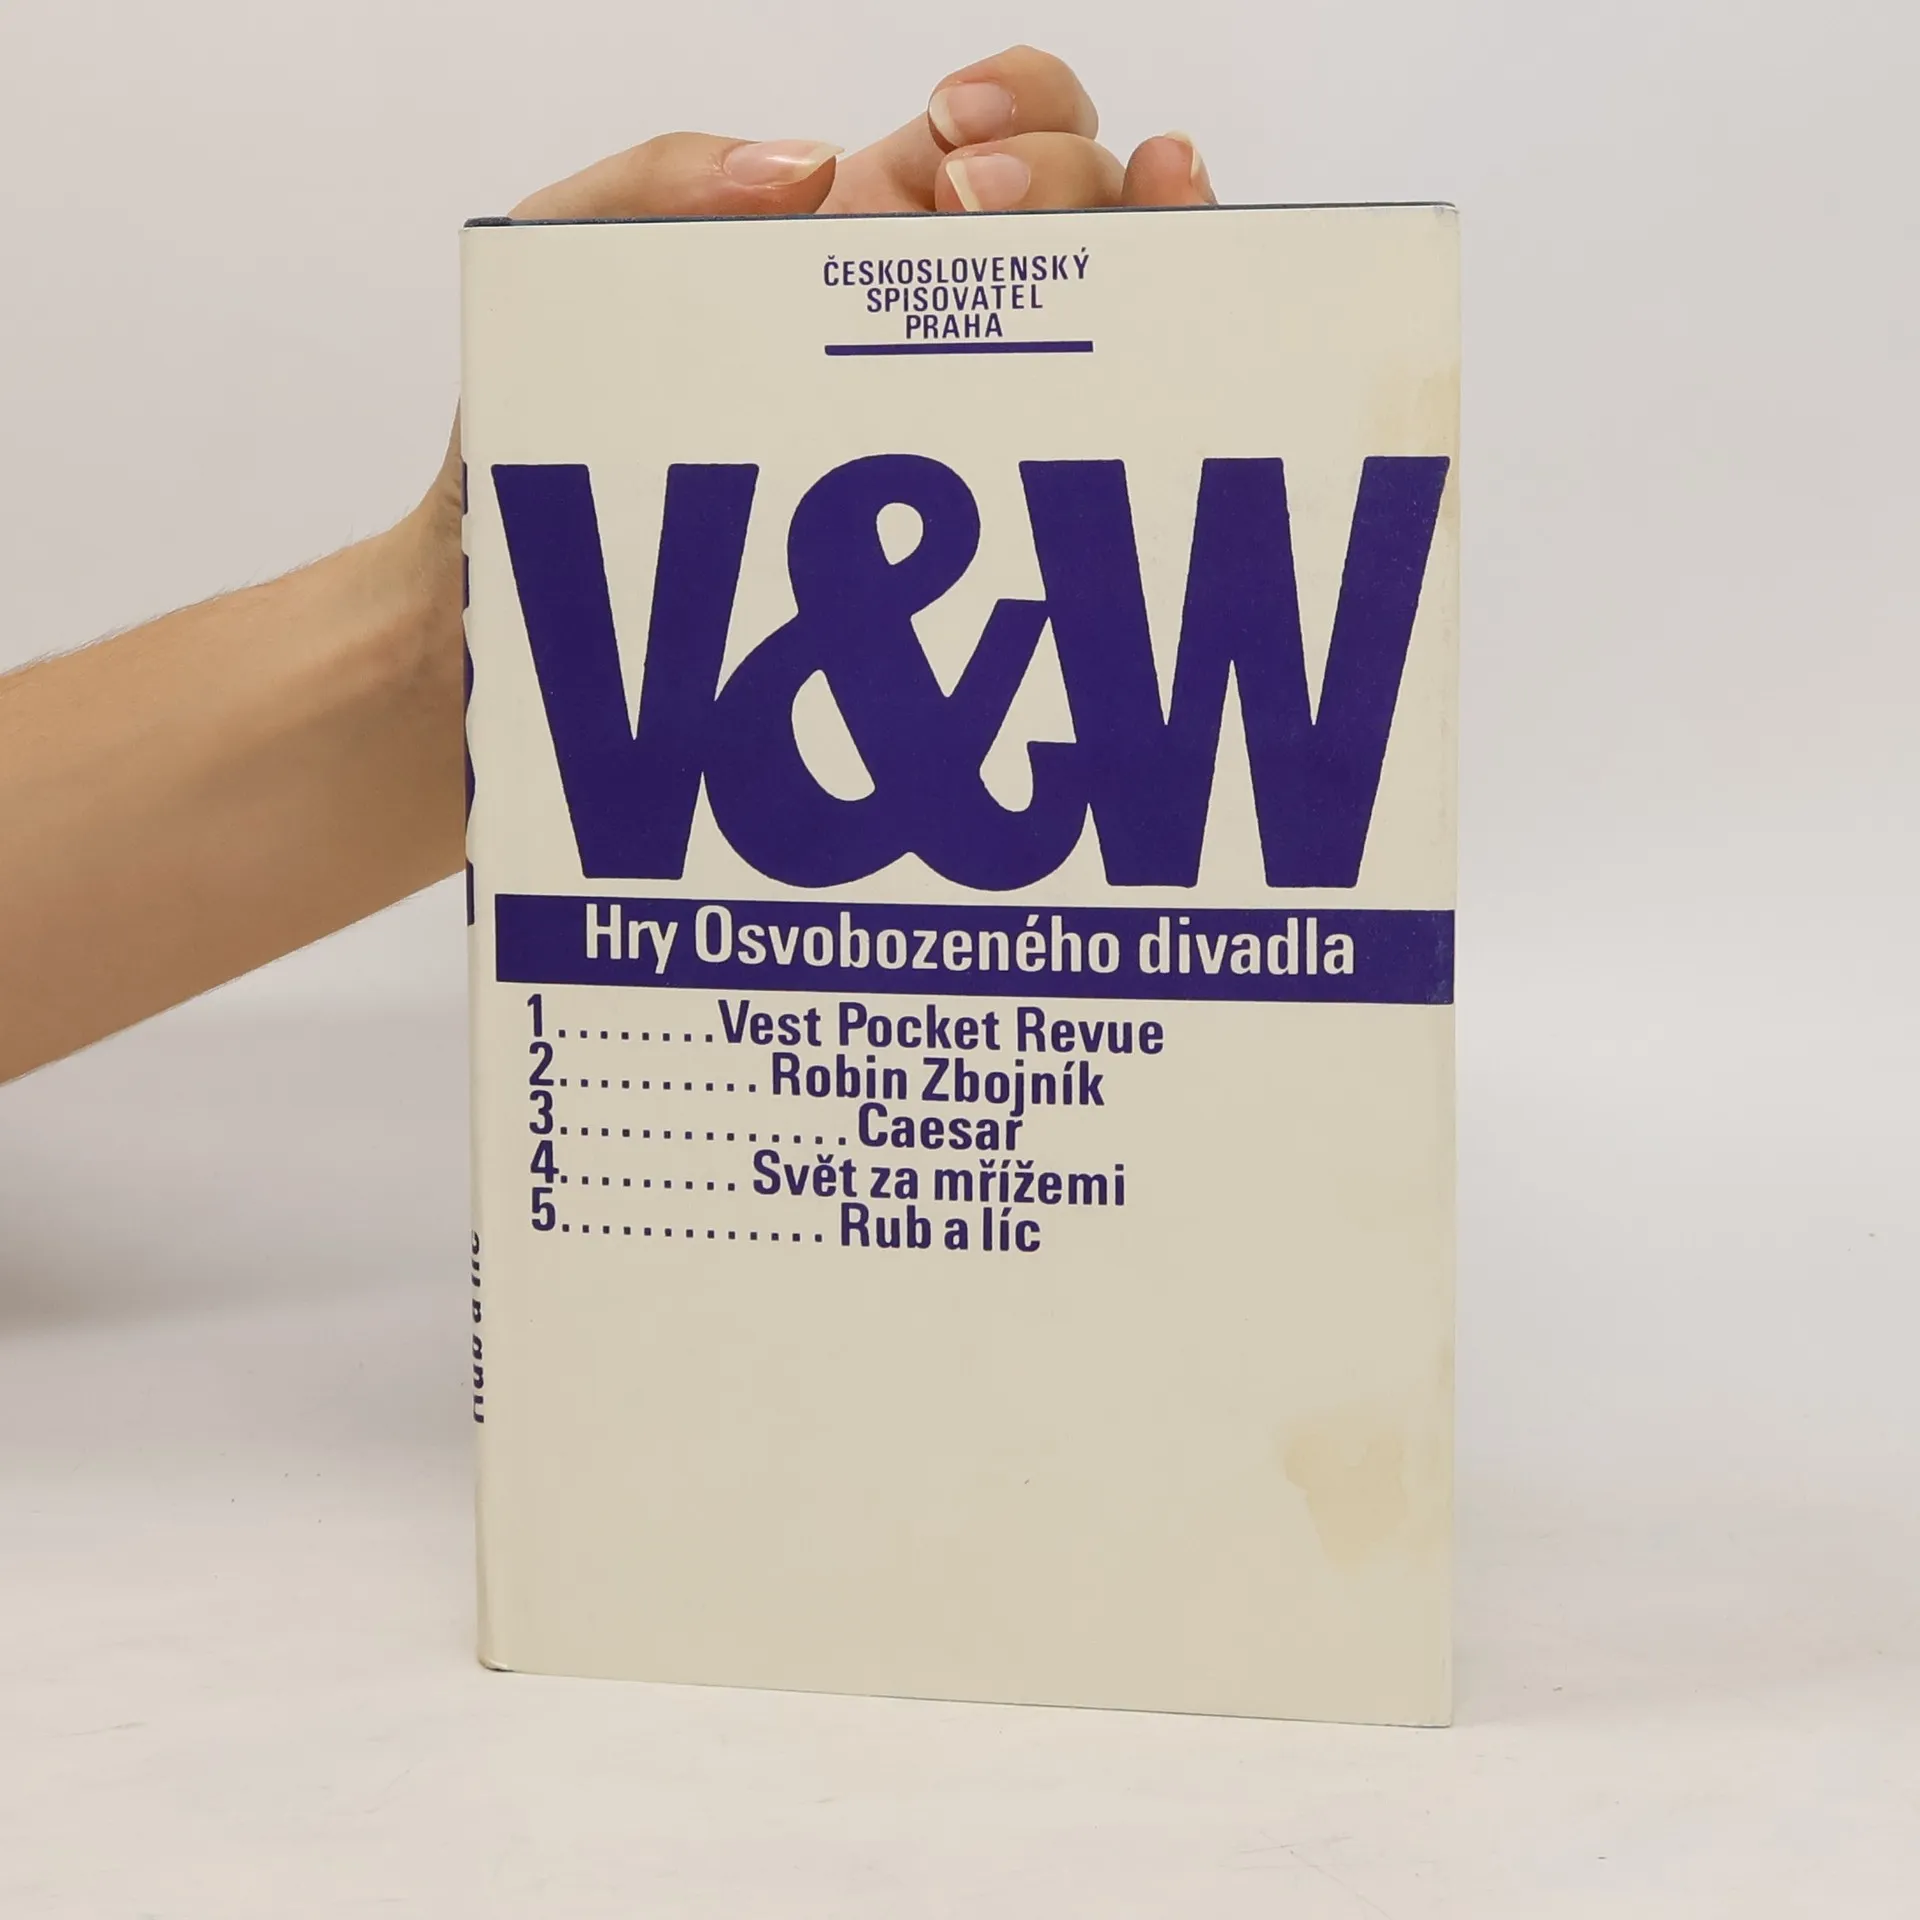 ČESKOSLOVENSKÝ
SPISOVATEL
PRAHA
V&W
Hry Osvobozeného divadla
1........Vest Pocket Revue
2.......... Robin Zbojník
3..............Caesar
4......... Svět za mřížemi
5............. Rub a líc